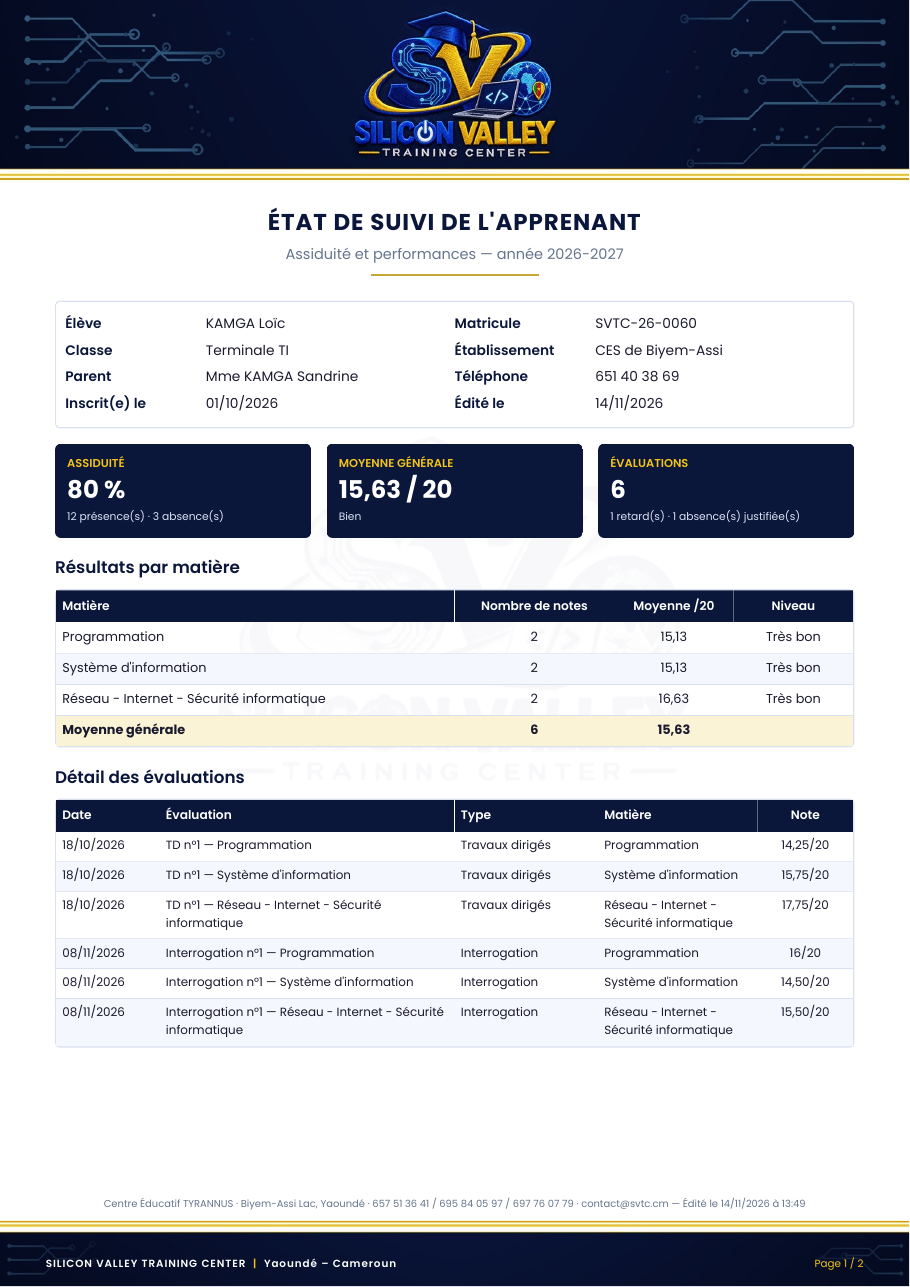 SV
</>
SILICON VALLEY
TRAINING CENTER
ÉTAT DE SUIVI DE L'APPRENANT
Assiduité et performances — année 2026-2027
Élève KAMGA Loïc Matricule SVTC-26-0060
Classe Terminale TI Établissement CES de Biyem-Assi
Parent Mme KAMGA Sandrine Téléphone 651 40 38 69
Inscrit(e) le 01/10/2026 Édité le 14/11/2026
ASSIDUITÉ MOYENNE GÉNÉRALE ÉVALUATIONS
80 % 15,63 / 20 6
12 présence(s) · 3 absence(s) Bien 1 retard(s) · 1 absence(s) justifiée(s)
Résultats par matière
Matière Nombre de notes Moyenne /20 Niveau
Programmation 2 15,13 Très bon
Système d'information 2 15,13 Très bon
Réseau - Internet - Sécurité informatique 2 16,63 Très bon
Moyenne générale 6 15,63
Détail des évaluations
Date Évaluation Type Matière Note
18/10/2026 TD n°1 — Programmation Travaux dirigés Programmation 14,25/20
18/10/2026 TD n°1 — Système d'information Travaux dirigés Système d'information 15,75/20
18/10/2026 TD n°1 — Réseau - Internet - Sécurité Travaux dirigés Réseau - Internet - 17,75/20
informatique Sécurité informatique
08/11/2026 Interrogation n°1 — Programmation Interrogation Programmation 16/20
08/11/2026 Interrogation n°1 — Système d'information Interrogation Système d'information 14,50/20
08/11/2026 Interrogation n°1 — Réseau - Internet - Sécurité Interrogation Réseau - Internet - 15,50/20
informatique Sécurité informatique
Centre Éducatif TYRANNUS · Biyem-Assi Lac, Yaoundé · 657 51 36 41 / 695 84 05 97 / 697 76 07 79 · contact@svtc.cm — Édité le 14/11/2026 à 13:49
SILICON VALLEY TRAINING CENTER | Yaoundé – Cameroun Page 1 / 2